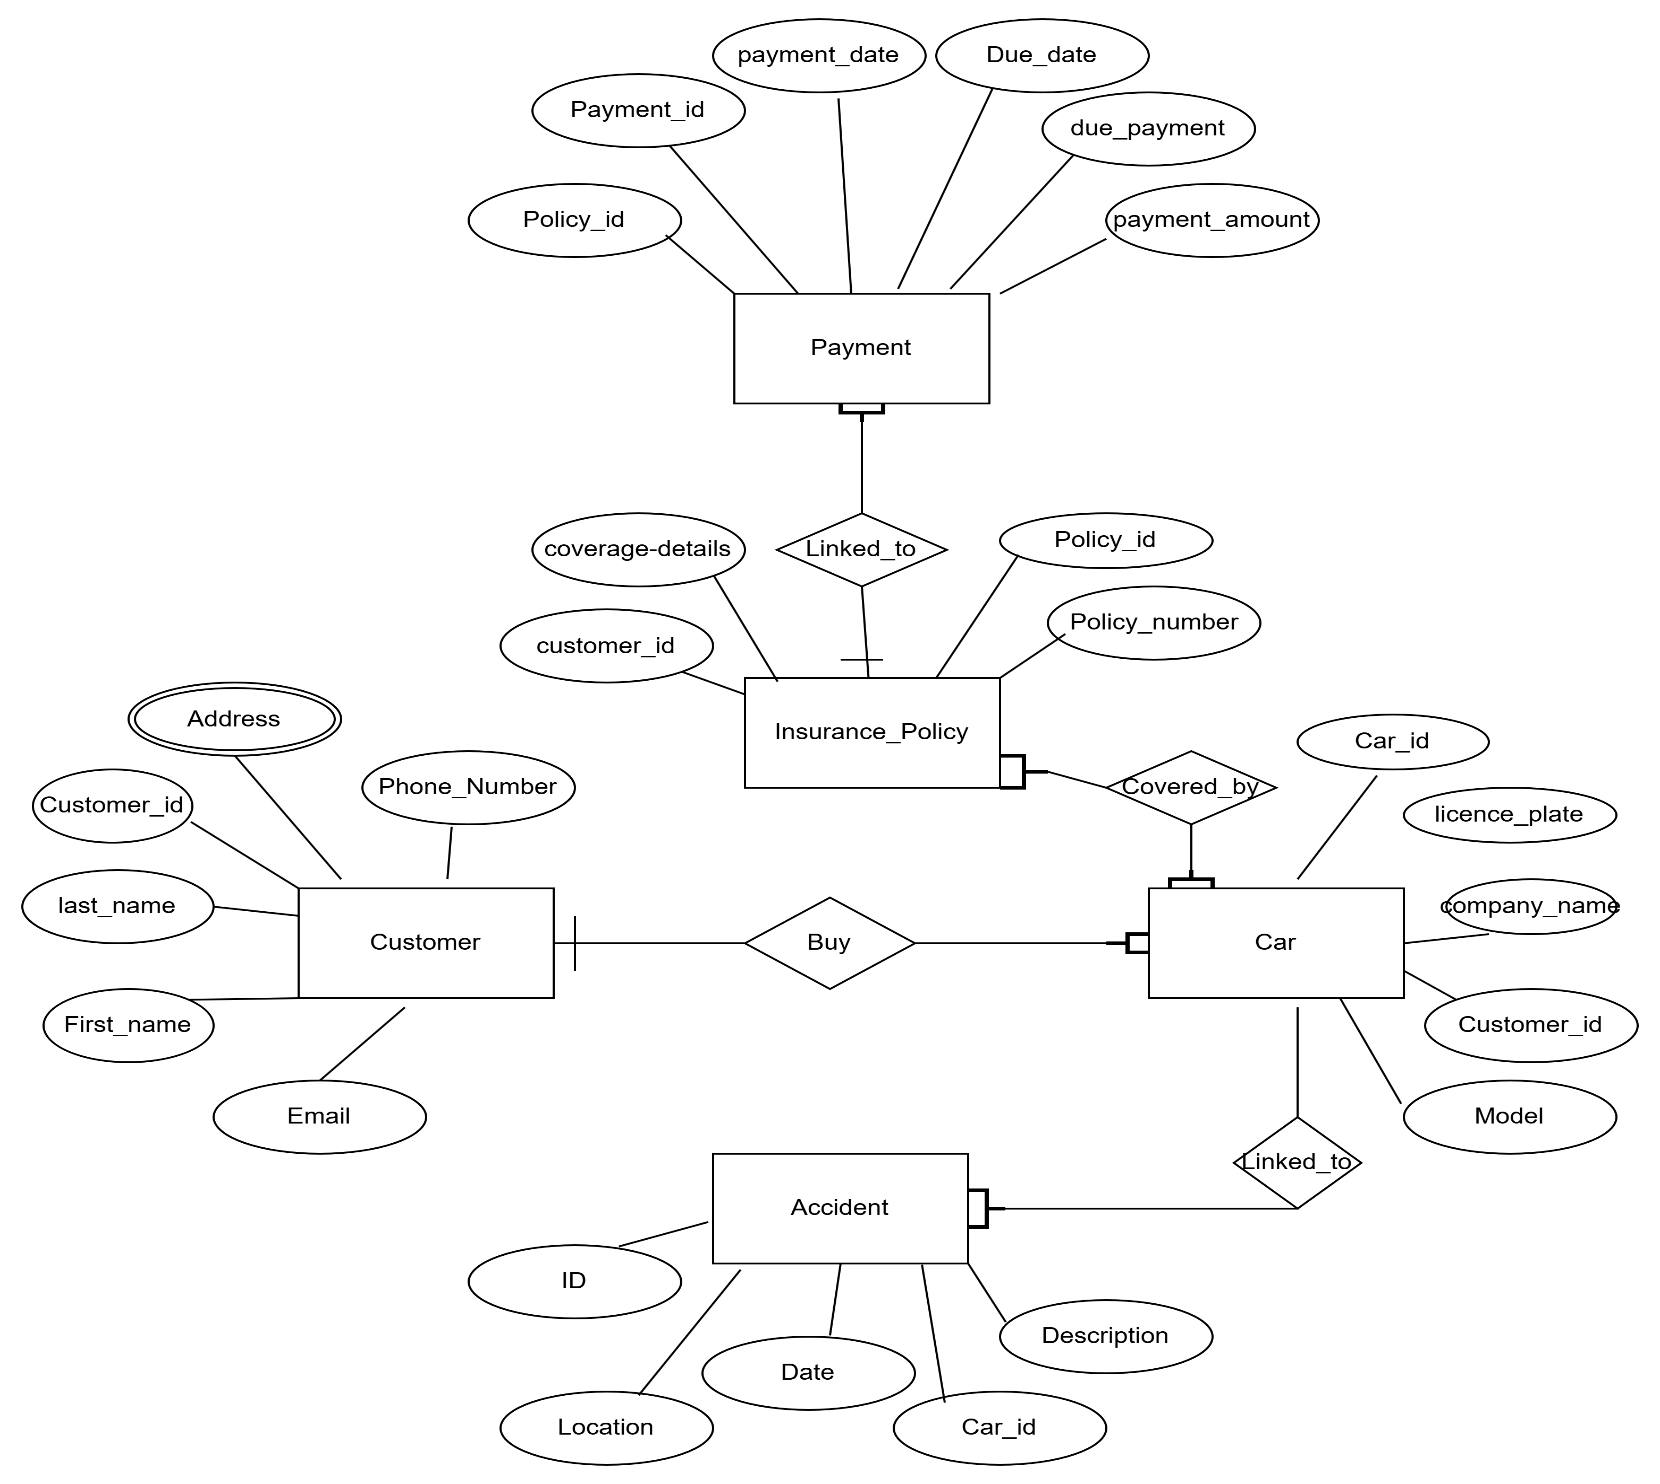 payment_date
Due_date
Payment_id
due_payment
Policy_id
payment_amount
Payment
Linked_to
coverage-details
Policy_id
Policy_number
customer_id
Insurance_Policy
Address
Car_id
Phone_Number
Covered_by
Customer_id
licence_plate
last_name
company_name
Customer
Buy
Car
First_name
Customer_id
Email
Model
Linked_to
Accident
ID
Description
Date
Location
Car_id